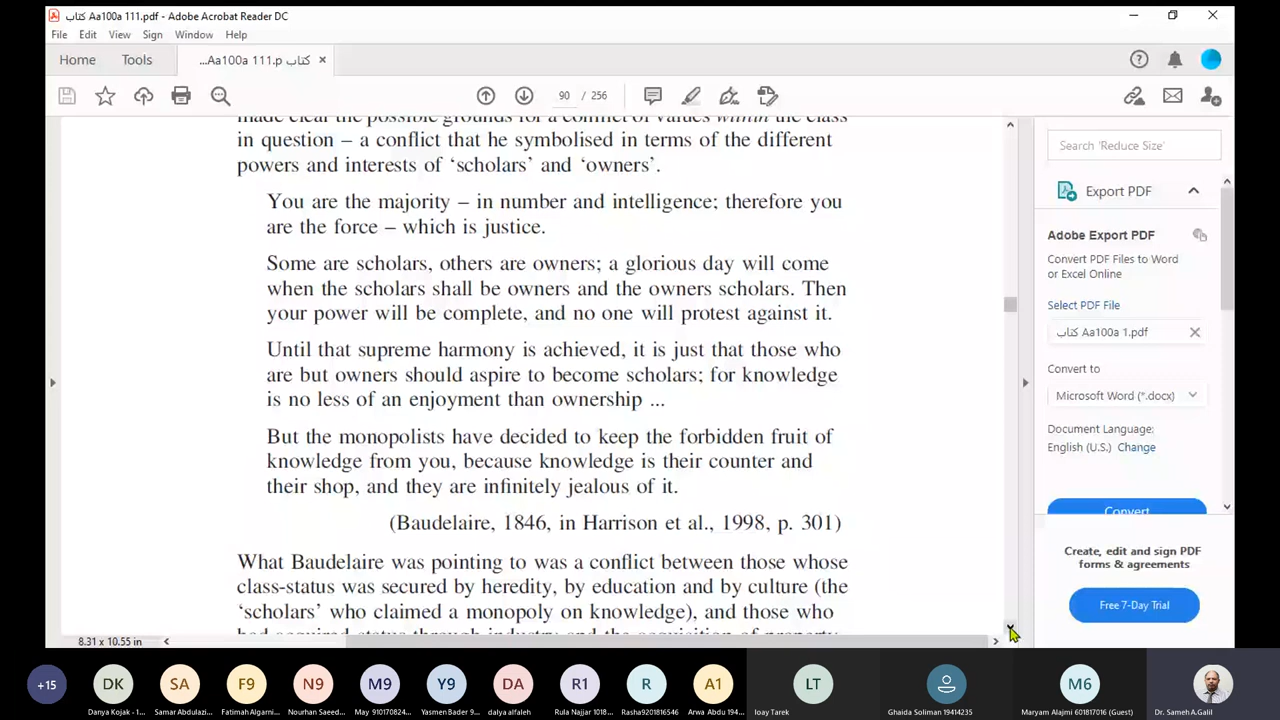 كتاب Aa100a 111.pdf - Adobe Acrobat Reader DC
File Edit View Sign Window Help
Home Tools ...Aa100a 111.p كتاب ×
90 / 256
made clear the possible grounds for a conflict of values within the class
in question – a conflict that he symbolised in terms of the different
powers and interests of ‘scholars’ and ‘owners’.
You are the majority – in number and intelligence; therefore you
are the force – which is justice.
Some are scholars, others are owners; a glorious day will come
when the scholars shall be owners and the owners scholars. Then
your power will be complete, and no one will protest against it.
Until that supreme harmony is achieved, it is just that those who
are but owners should aspire to become scholars; for knowledge
is no less of an enjoyment than ownership ...
But the monopolists have decided to keep the forbidden fruit of
knowledge from you, because knowledge is their counter and
their shop, and they are infinitely jealous of it.
(Baudelaire, 1846, in Harrison et al., 1998, p. 301)
What Baudelaire was pointing to was a conflict between those whose
class-status was secured by heredity, by education and by culture (the
‘scholars’ who claimed a monopoly on knowledge), and those who
had acquired status through industry and the acquisition of property
8.31 x 10.55 in
Search 'Reduce Size'
Export PDF
Adobe Export PDF
Convert PDF Files to Word
or Excel Online
Select PDF File
كتاب Aa100a 1.pdf
Convert to
Microsoft Word (*.docx)
Document Language:
English (U.S.) Change
Convert
Create, edit and sign PDF
forms & agreements
Free 7-Day Trial
+15 DK SA F9 N9 M9 Y9 DA R1 R A1 LT M6
Danya Kojak - 1... Samar Abdulazi... Fatimah Algarni... Nourhan Saeed... May 910170824... Yasmen Bader 9... dalya alfaleh Rula Najjar 1018... Rasha9201816546 Arwa Abdu 194... loay Tarek Ghaida Soliman 19414235 Maryam Alajmi 601817016 (Guest) Dr. Sameh A.Galil